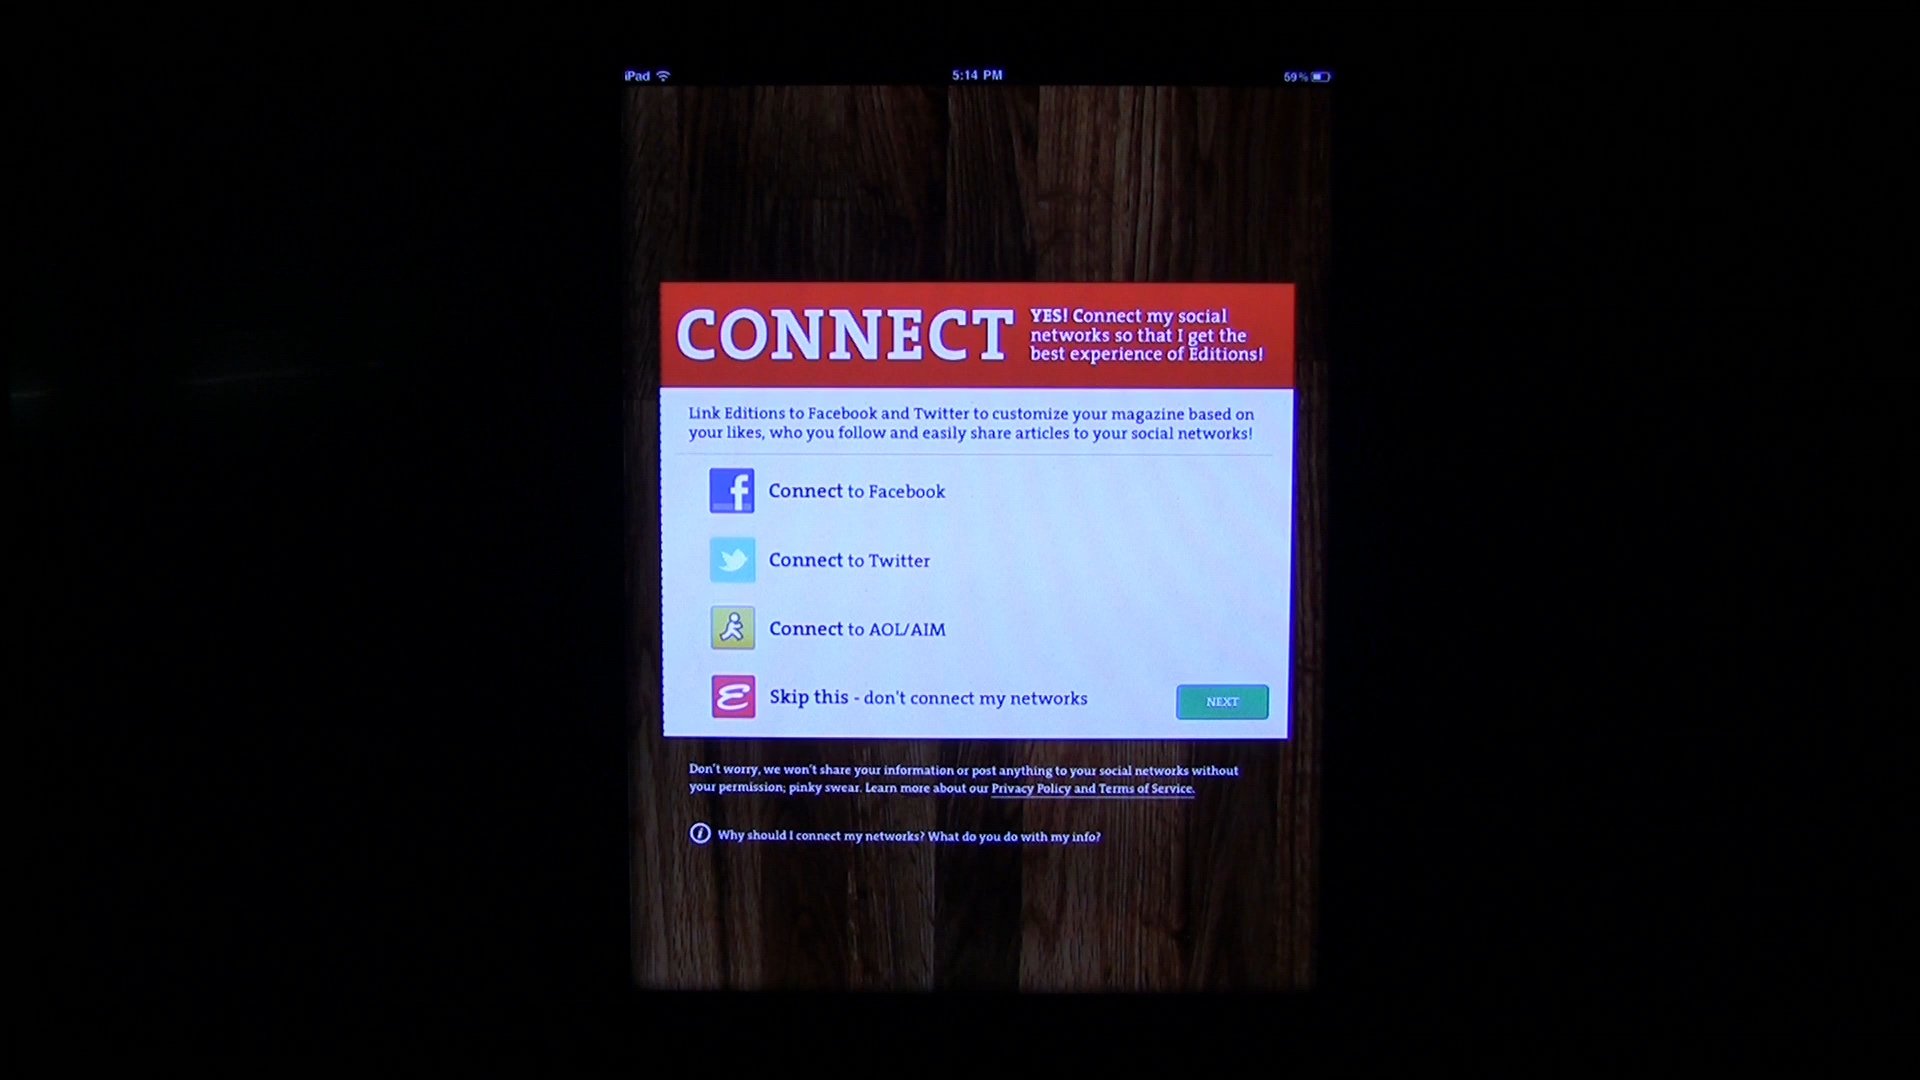 iPad
5:14 PM
59%
CONNECT
YES! Connect my social
networks so that I get the
best experience of Editions!
Link Editions to Facebook and Twitter to customize your magazine based on
your likes, who you follow and easily share articles to your social networks!
f
Connect to Facebook
Connect to Twitter
Connect to AOL/AIM
E
Skip this - don't connect my networks
NEXT
Don't worry, we won't share your information or post anything to your social networks without
your permission; pinky swear. Learn more about our Privacy Policy and Terms of Service.
i
Why should I connect my networks? What do you do with my info?